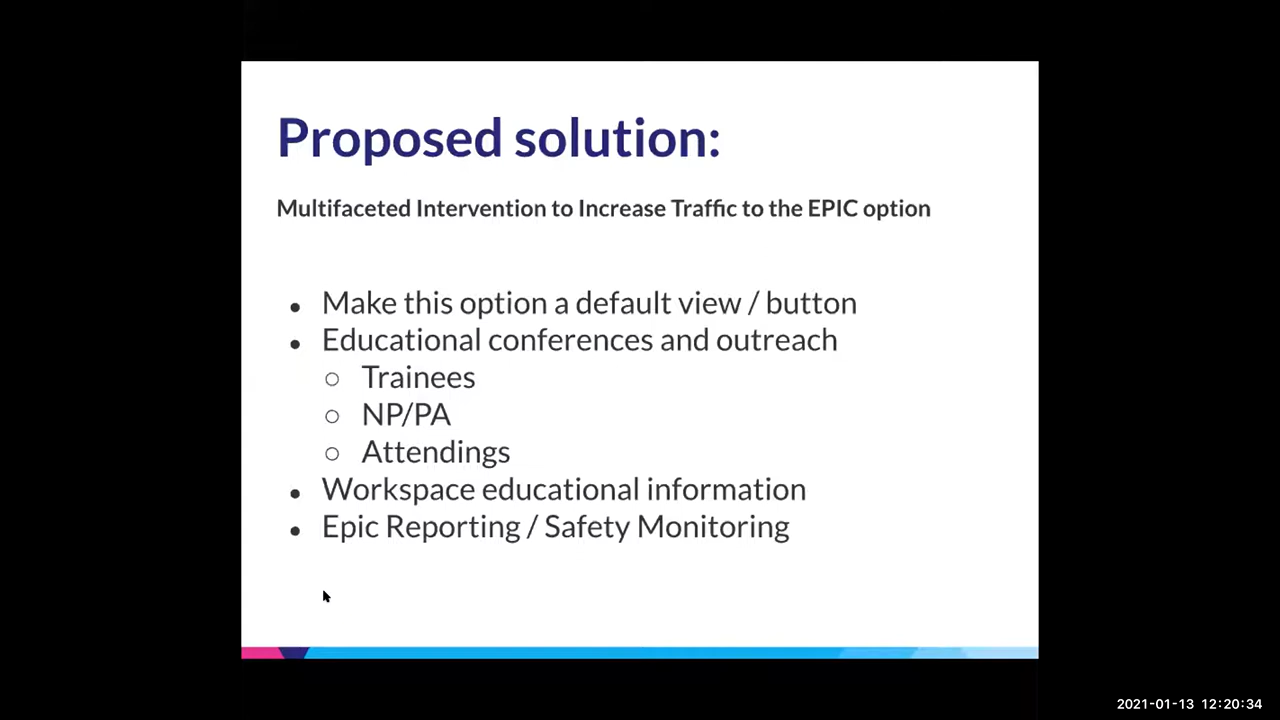 Proposed solution:
Multifaceted Intervention to Increase Traffic to the EPIC option
● Make this option a default view / button
● Educational conferences and outreach
○ Trainees
○ NP/PA
○ Attendings
● Workspace educational information
● Epic Reporting / Safety Monitoring
2021-01-13 12:20:34